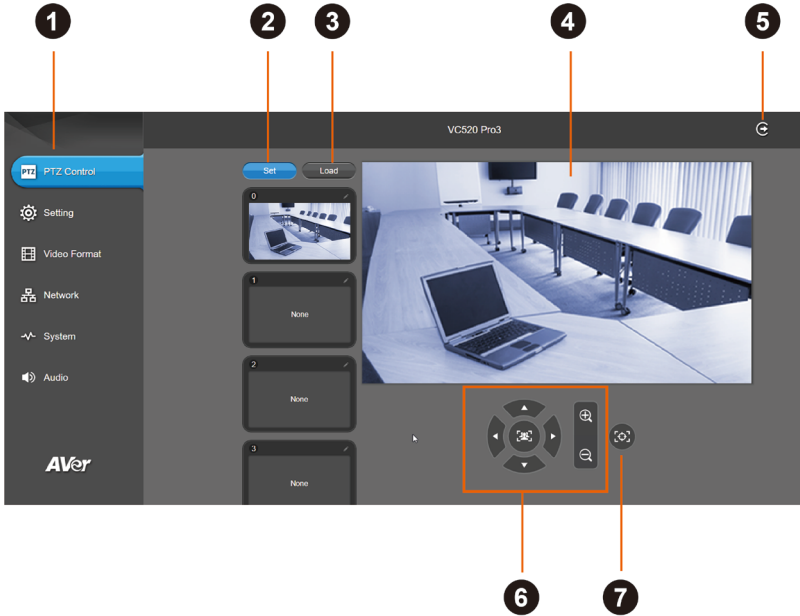 1
2
3
4
5
VC520 Pro3
PTZ
PTZ Control
Set
Load
Setting
0
Video Format
1
None
Network
System
2
None
Audio
3
None
AVer
6
7